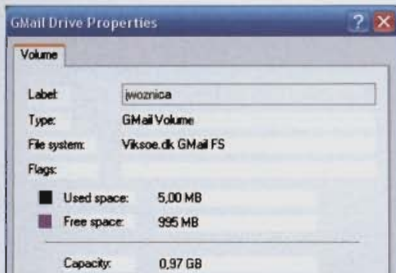 GMail Drive Properties
Volume
Label: jwoznica
Type: GMail Volume
File system: Viksoe.dk GMail FS
Flags:
Used space: 5,00 MB
Free space: 995 MB
Capacity: 0,97 GB